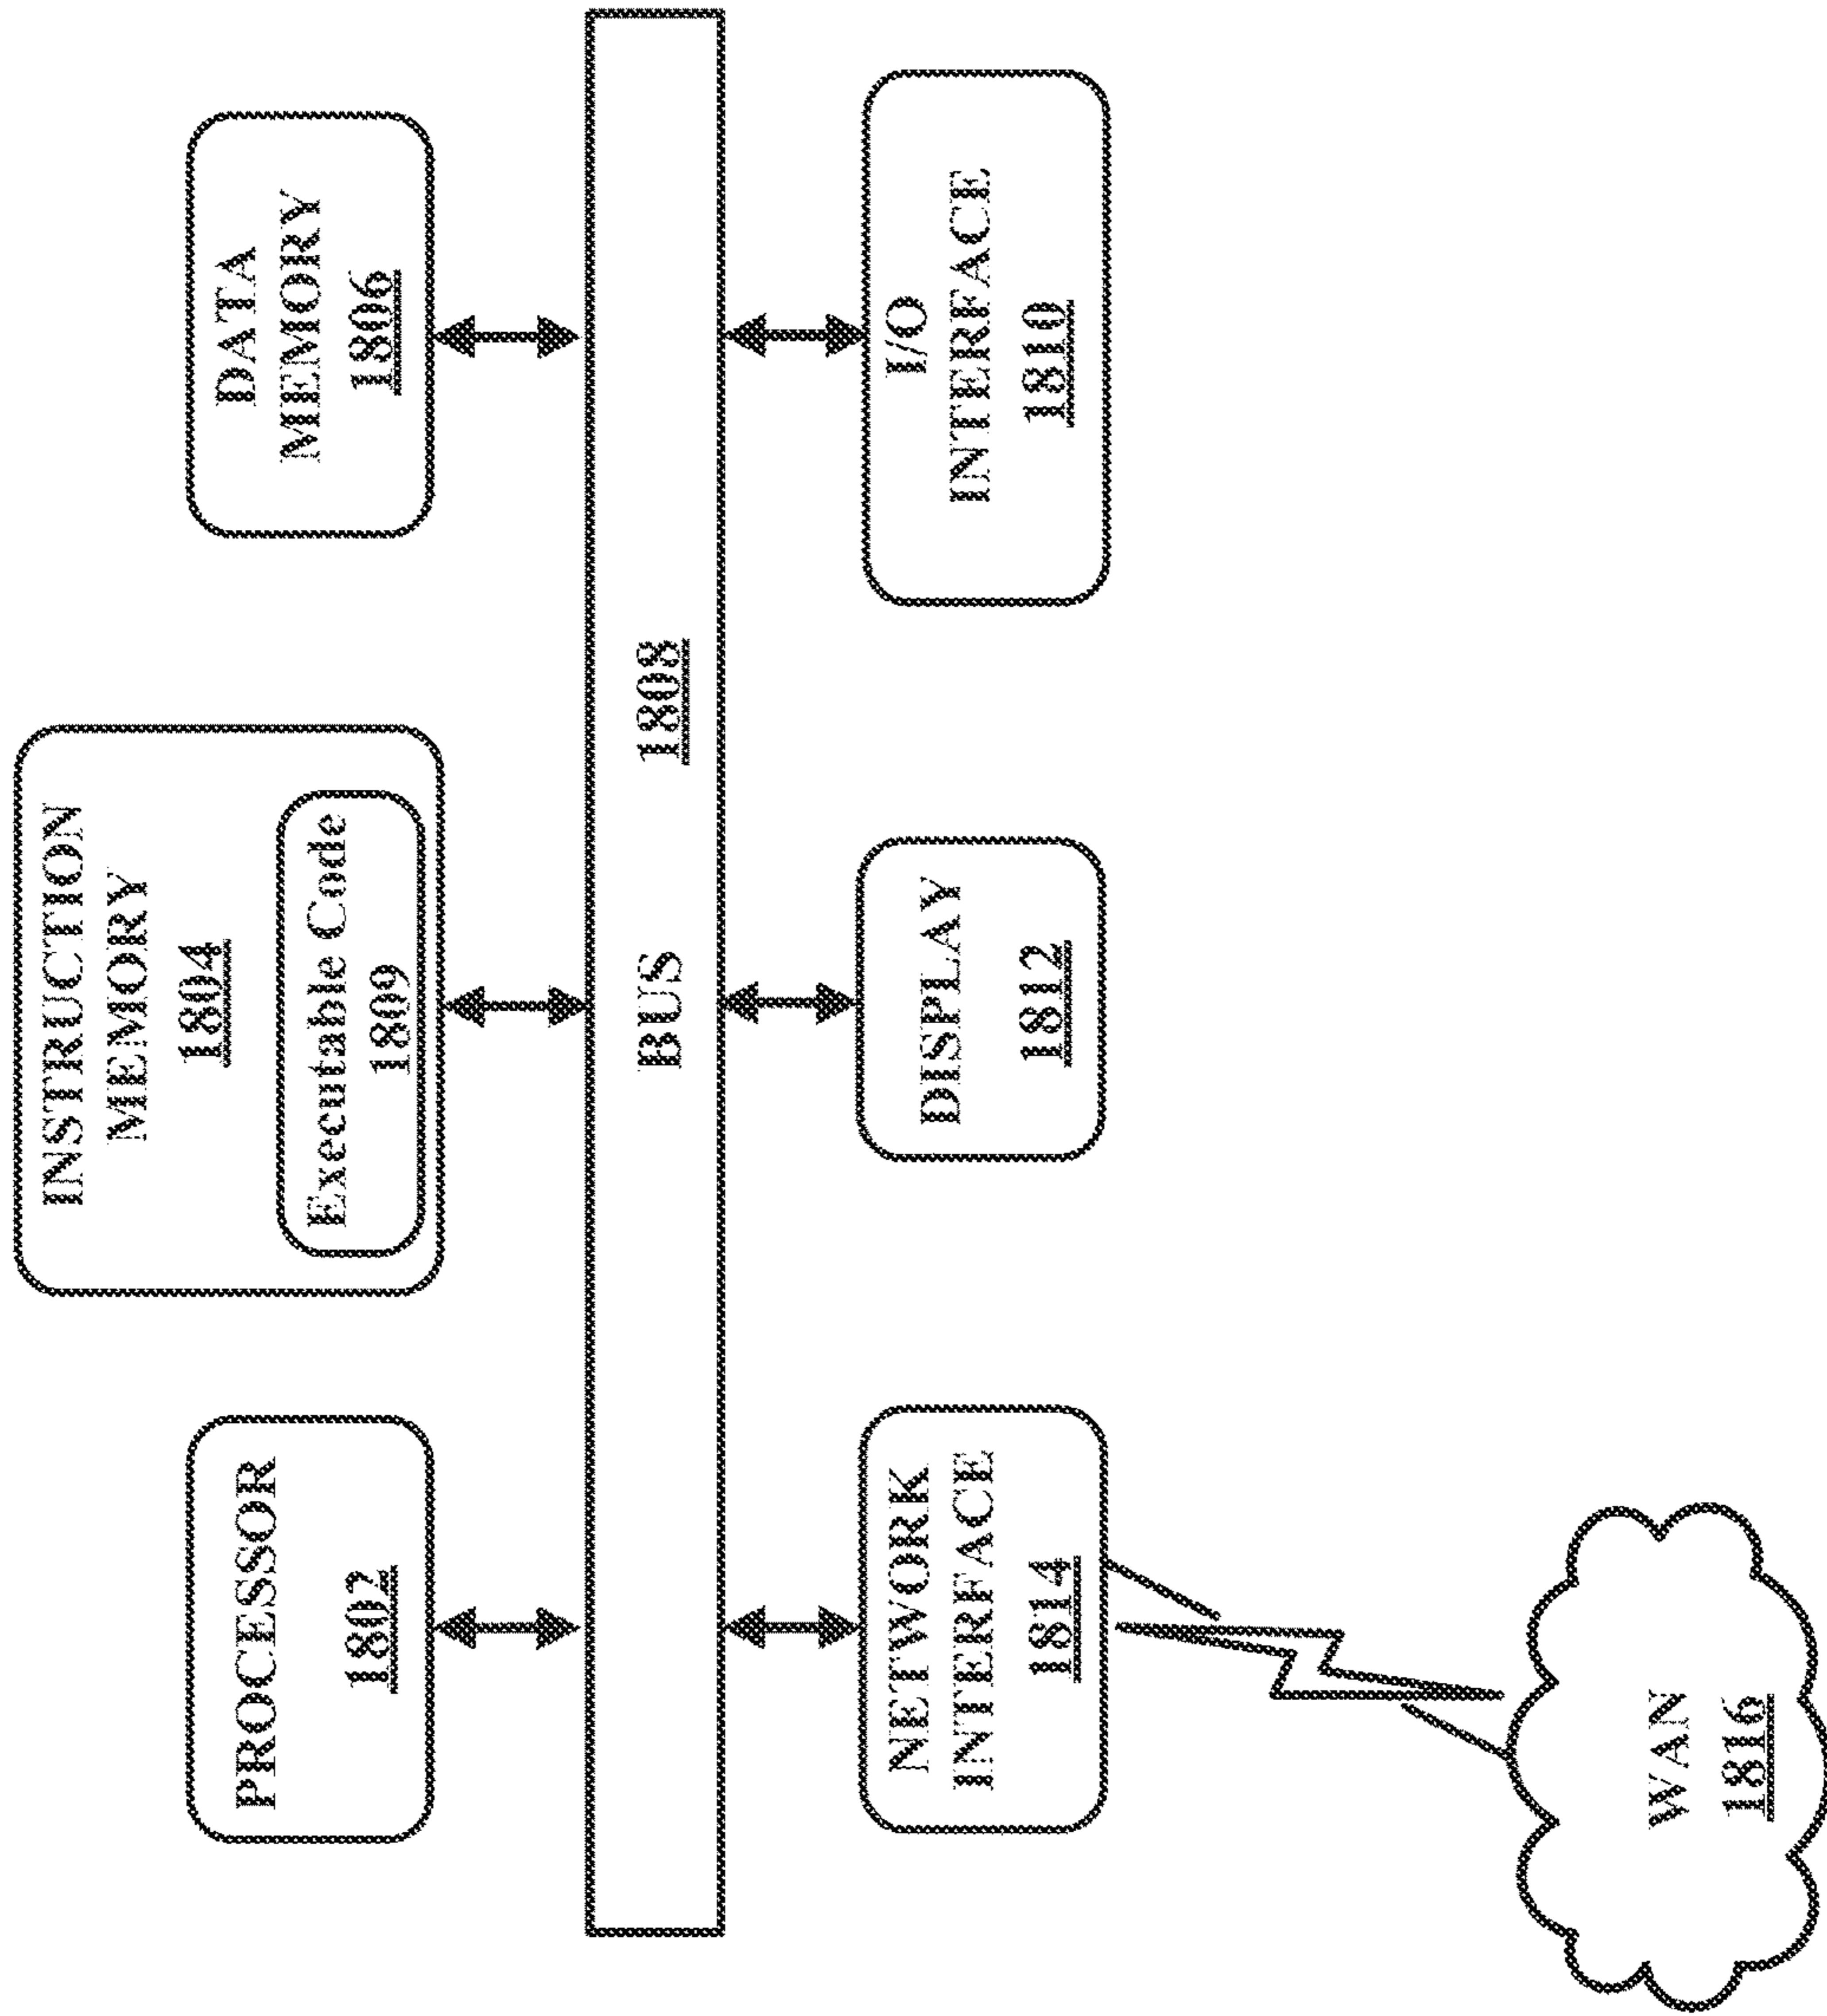 PROCESSOR
1802
INSTRUCTION
MEMORY
1804
Executable Code
1809
DATA
MEMORY
1806
BUS
1808
NETWORK
INTERFACE
1814
DISPLAY
1812
I/O
INTERFACE
1810
WAN
1816